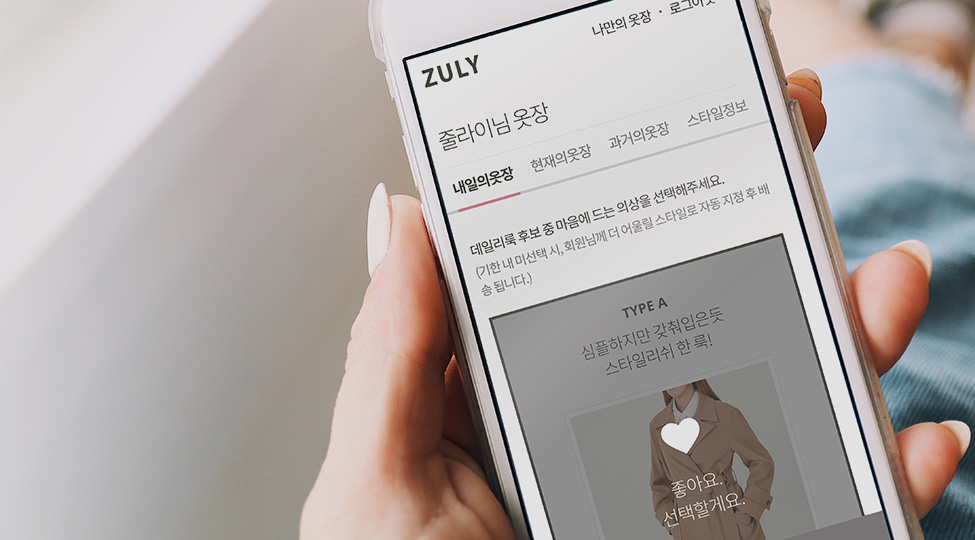 나만의 옷장 · 로그아웃
ZULY
줄라이님 옷장
내일의옷장 현재의옷장 과거의옷장 스타일정보
데일리룩 후보 중 마음에 드는 의상을 선택해주세요.
(기한 내 미선택 시, 회원님께 더 어울릴 스타일로 자동 지정 후 배
송 됩니다.)
TYPE A
심플하지만 갖춰입은듯
스타일리쉬 한 룩!
좋아요.
선택할게요.